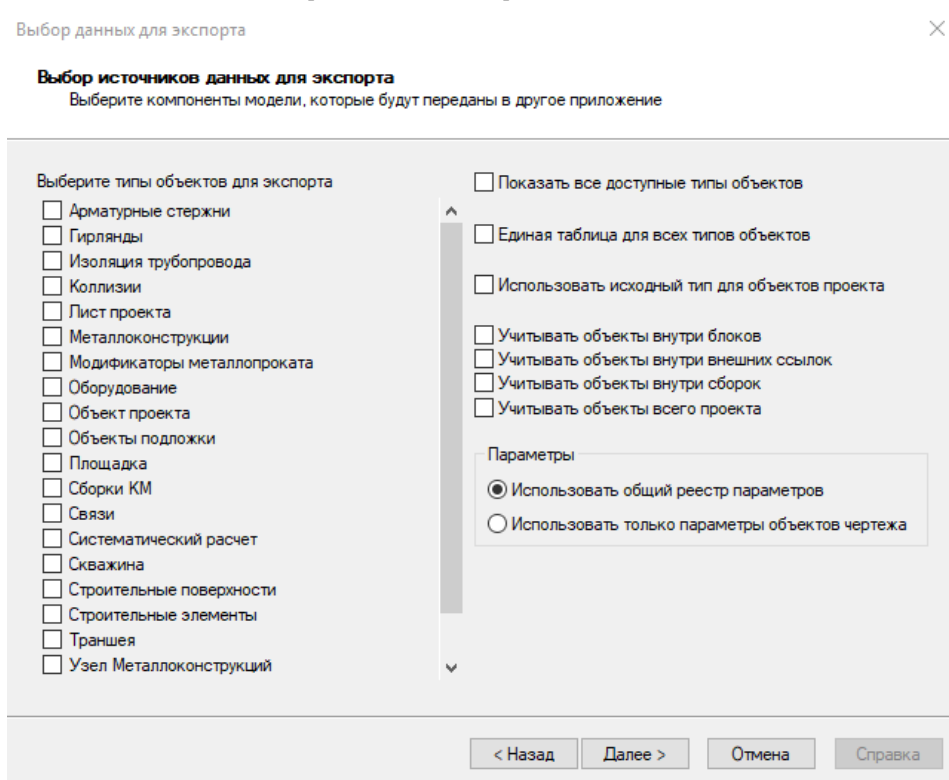 Выбор данных для экспорта
Выбор источников данных для экспорта
Выберите компоненты модели, которые будут переданы в другое приложение
Выберите типы объектов для экспорта
Арматурные стержни
Гирлянды
Изоляция трубопровода
Коллизии
Лист проекта
Металлоконструкции
Модификаторы металлопроката
Оборудование
Объект проекта
Объекты подложки
Площадка
Сборки КМ
Связи
Систематический расчет
Скважина
Строительные поверхности
Строительные элементы
Траншея
Узел Металлоконструкций
Показать все доступные типы объектов
Единая таблица для всех типов объектов
Использовать исходный тип для объектов проекта
Учитывать объекты внутри блоков
Учитывать объекты внутри внешних ссылок
Учитывать объекты внутри сборок
Учитывать объекты всего проекта
Параметры
Использовать общий реестр параметров
Использовать только параметры объектов чертежа
< Назад
Далее >
Отмена
Справка